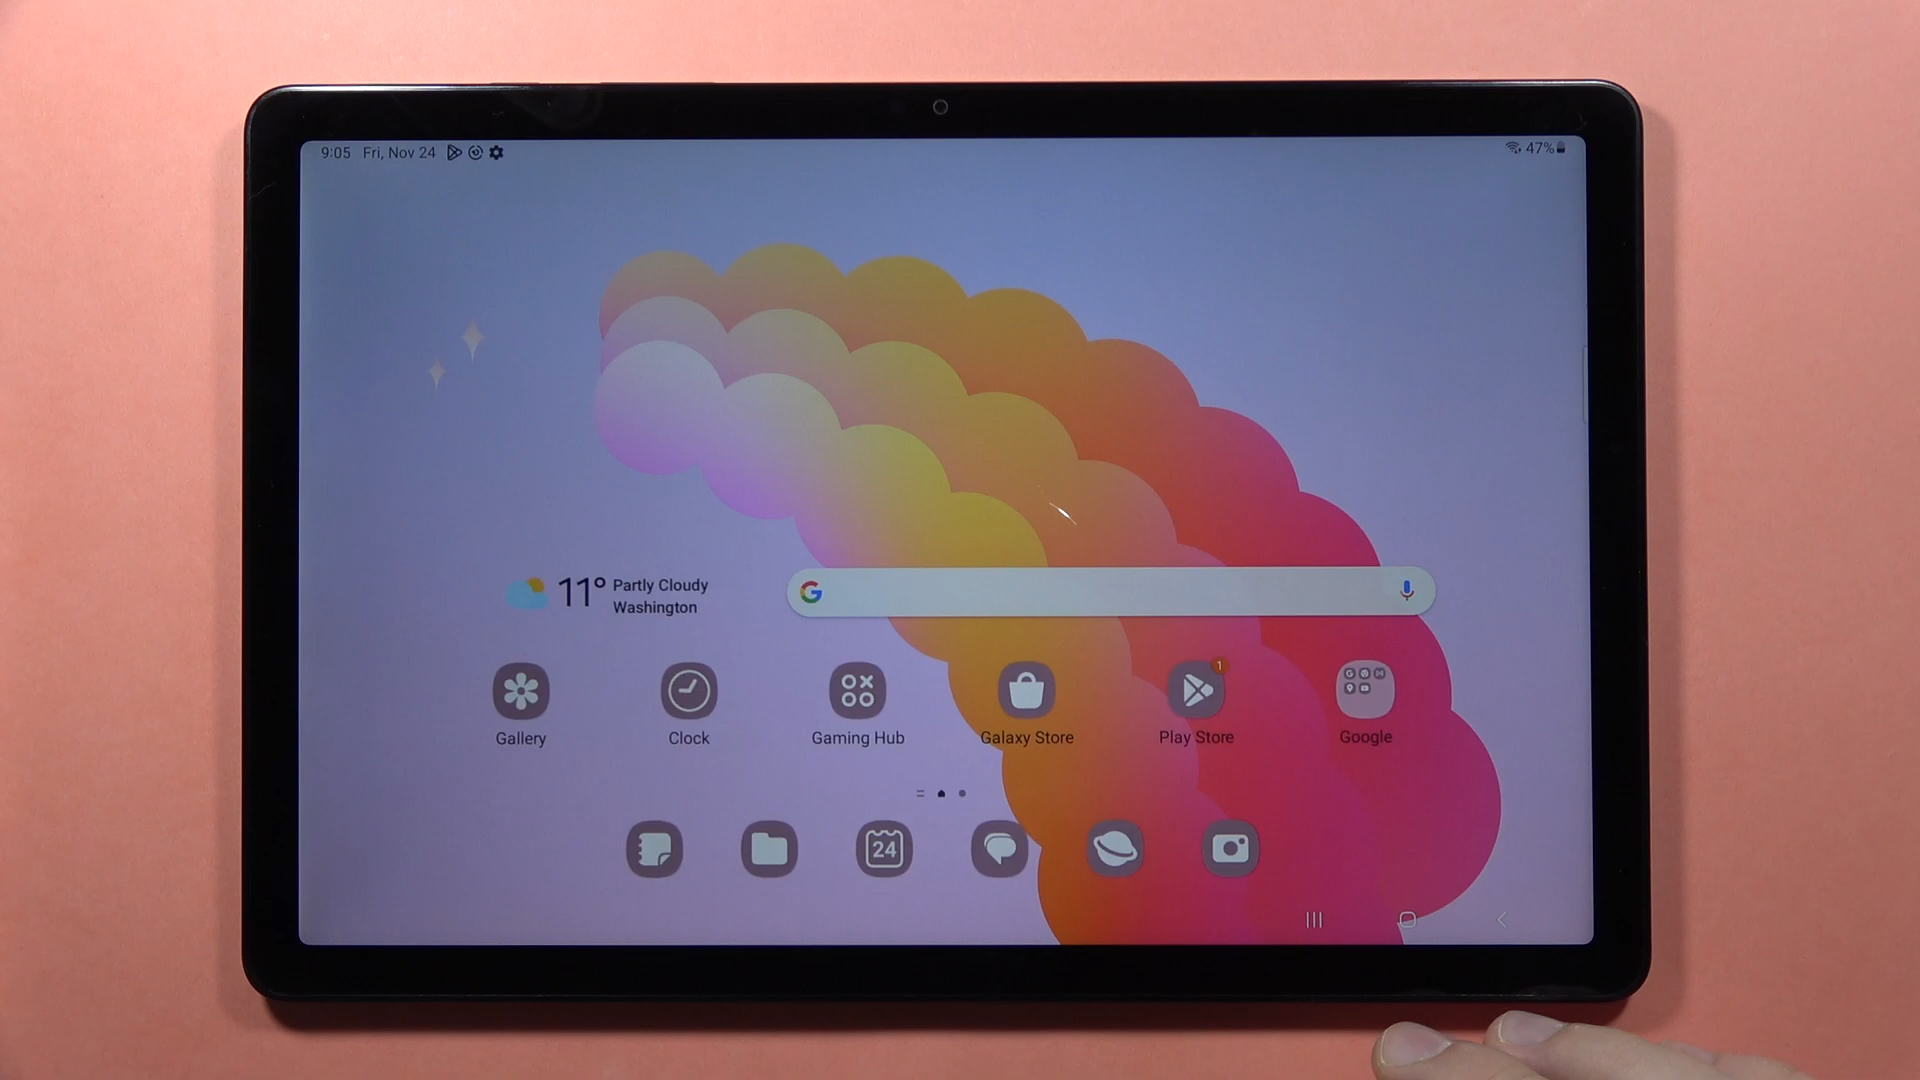 9:05 Fri, Nov 24
47%
11° Partly Cloudy
Washington
G
Gallery
Clock
Gaming Hub
Galaxy Store
1
Play Store
Google
24